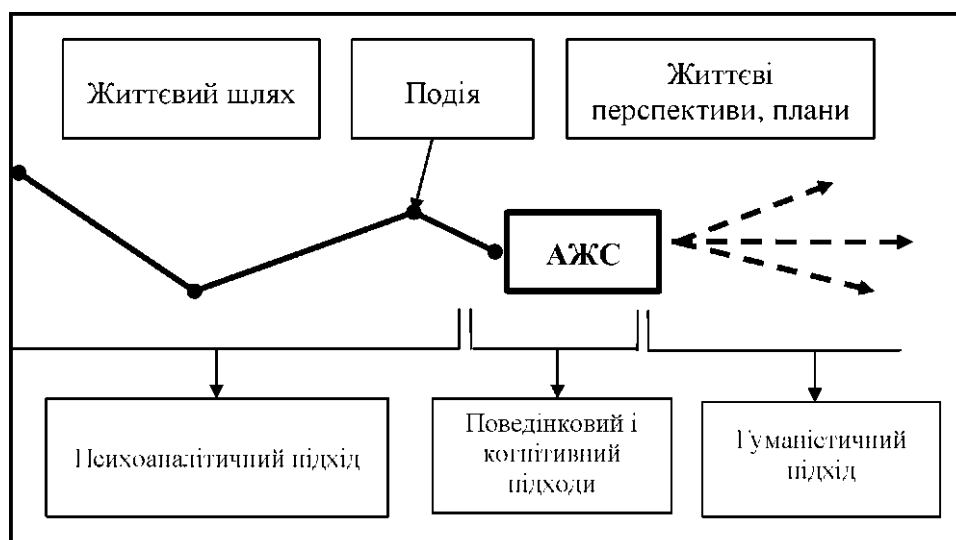 Життєвий шлях
Подія
Життєві
перспективи, плани
АЖС
Психоаналітичний підхід
Поведінковий і
когнітивний
підходи
Гуманістичний
підхід